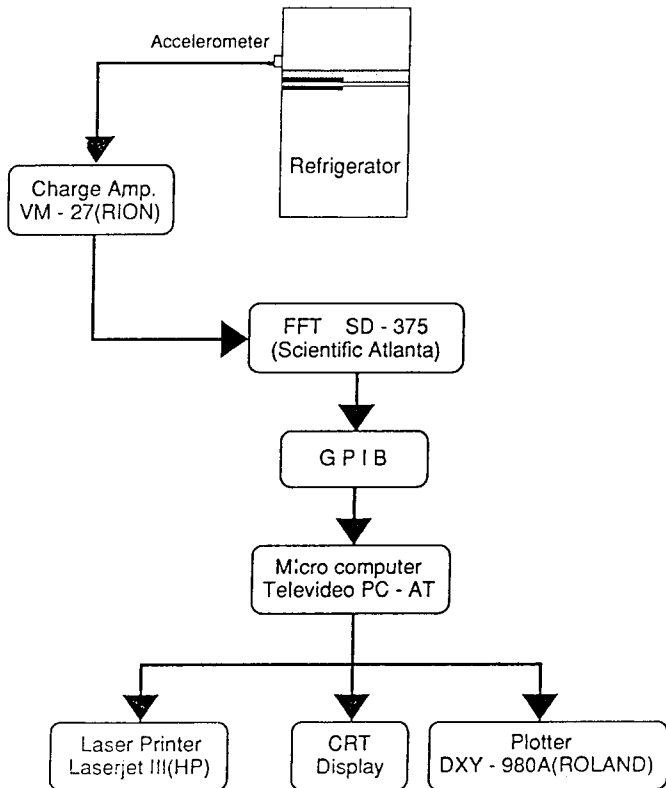 Accelerometer
Refrigerator
Charge Amp.
VM - 27(RION)
FFT SD - 375
(Scientific Atlanta)
G P I B
Micro computer
Televideo PC - AT
Laser Printer
Laserjet III(HP)
CRT
Display
Plotter
DXY - 980A(ROLAND)